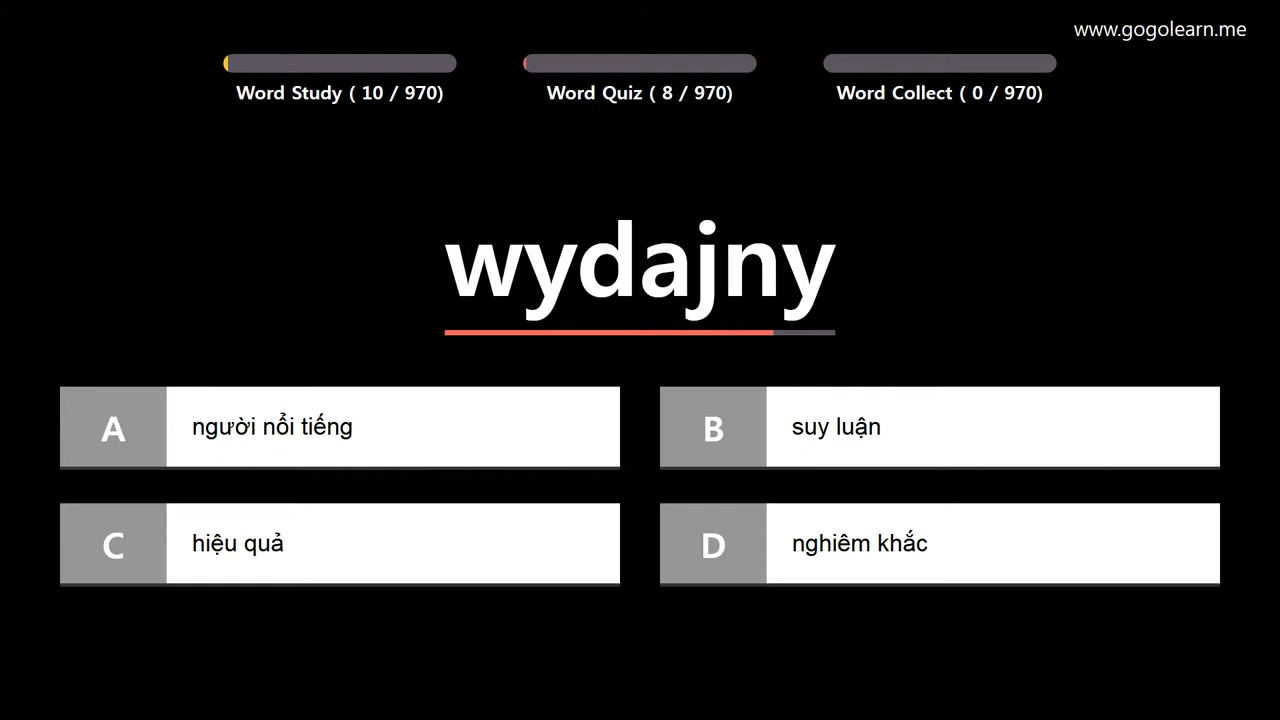 www.gogolearn.me
Word Study ( 10 / 970)
Word Quiz ( 8 / 970)
Word Collect ( 0 / 970)
wydajny
A người nổi tiếng
B suy luận
C hiệu quả
D nghiêm khắc